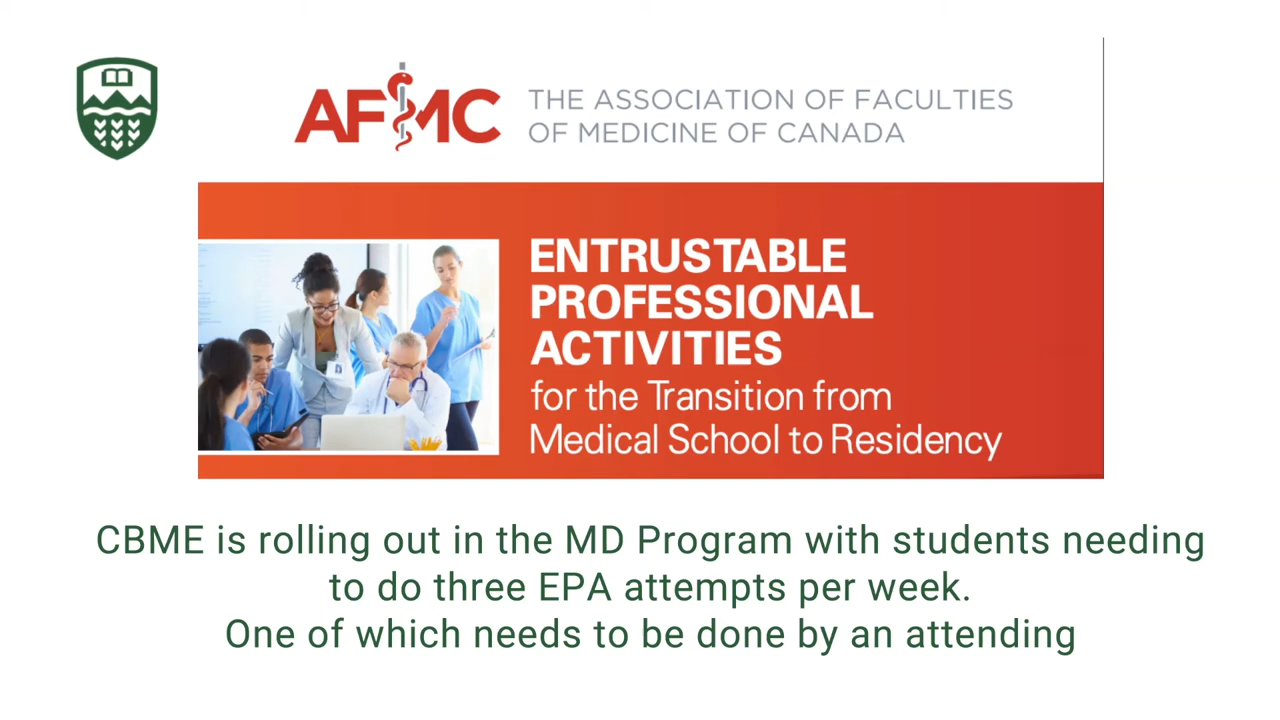 AFMC THE ASSOCIATION OF FACULTIES
OF MEDICINE OF CANADA
ENTRUSTABLE
PROFESSIONAL
ACTIVITIES
for the Transition from
Medical School to Residency
CBME is rolling out in the MD Program with students needing
to do three EPA attempts per week.
One of which needs to be done by an attending